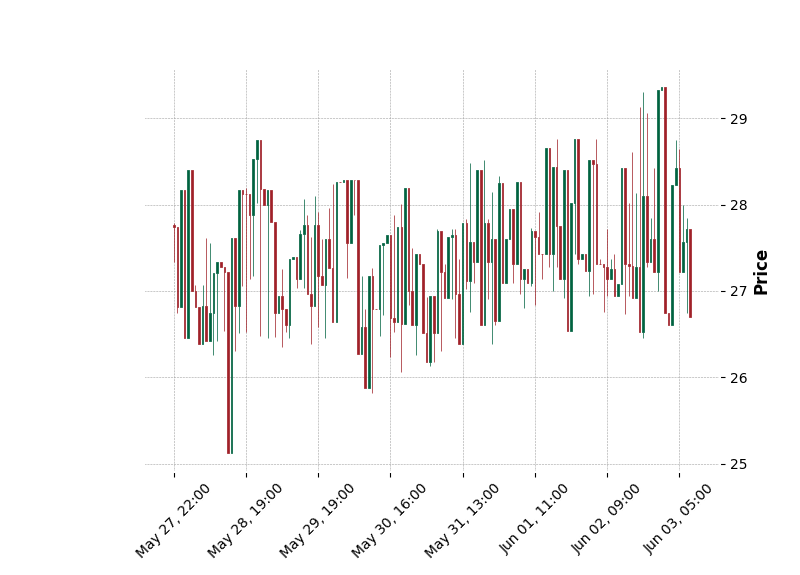 29
28
27
26
25
Price
May 27, 22:00
May 28, 19:00
May 29, 19:00
May 30, 16:00
May 31, 13:00
Jun 01, 11:00
Jun 02, 09:00
Jun 03, 05:00